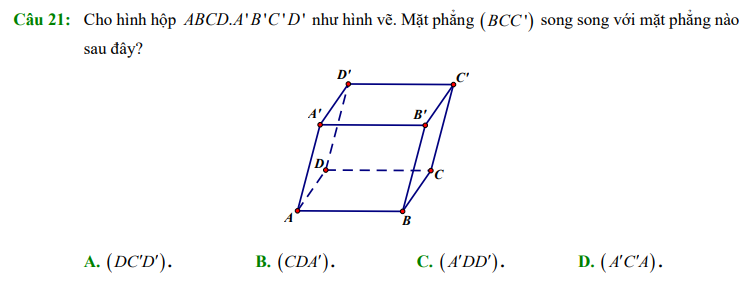 Câu 21: Cho hình hộp ABCD.A'B'C'D' như hình vẽ. Mặt phẳng (BCC') song song với mặt phẳng nào
sau đây?
D'
C'
A'
B'
D
C
A
B
A. (DC'D').
B. (CDA').
C. (A'DD').
D. (A'C'A).